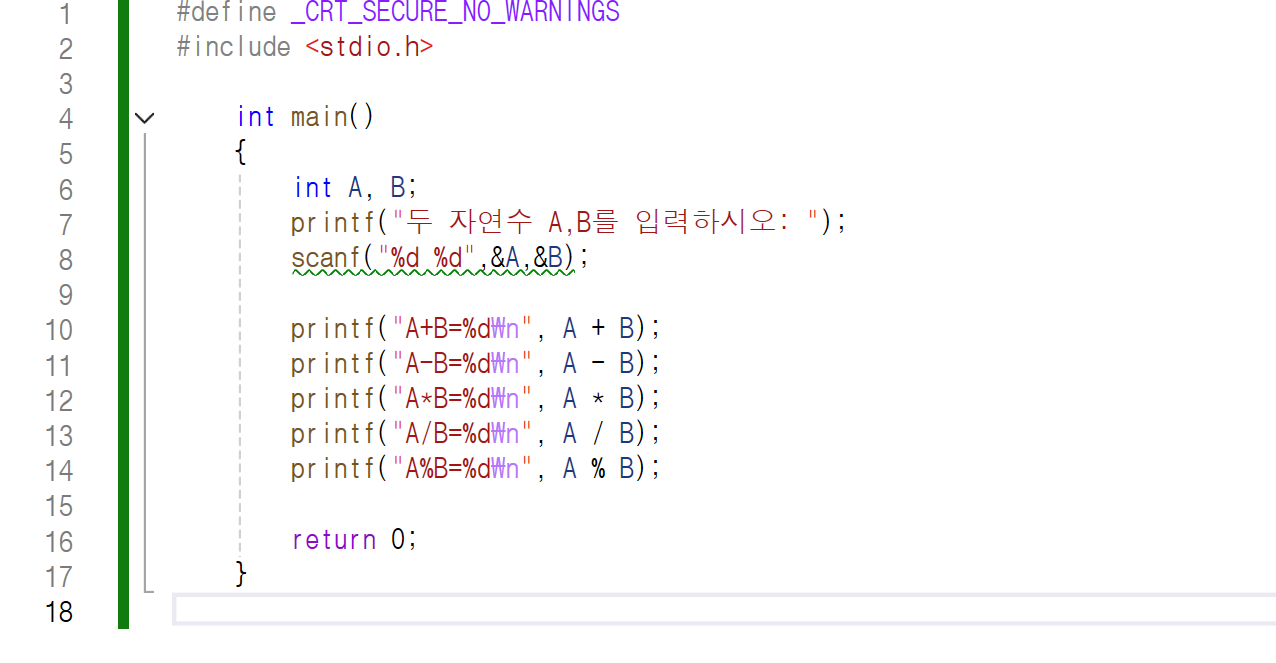 1 #define _CRT_SECURE_NO_WARNINGS
2 #include <stdio.h>
3
4 int main()
5 {
6 int A, B;
7 printf("두 자연수 A,B를 입력하시오: ");
8 scanf("%d %d",&A,&B);
9
10 printf("A+B=%d₩n", A + B);
11 printf("A-B=%d₩n", A - B);
12 printf("A*B=%d₩n", A * B);
13 printf("A/B=%d₩n", A / B);
14 printf("A%B=%d₩n", A % B);
15
16 return 0;
17 }
18